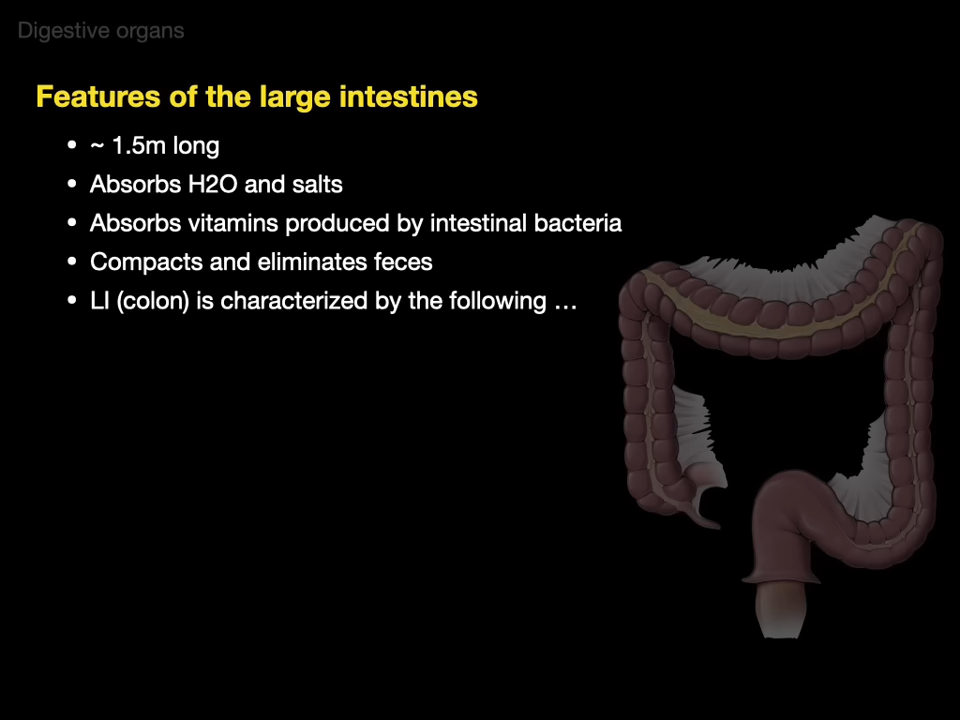 Digestive organs
Features of the large intestines
• ~ 1.5m long
• Absorbs H2O and salts
• Absorbs vitamins produced by intestinal bacteria
• Compacts and eliminates feces
• LI (colon) is characterized by the following …